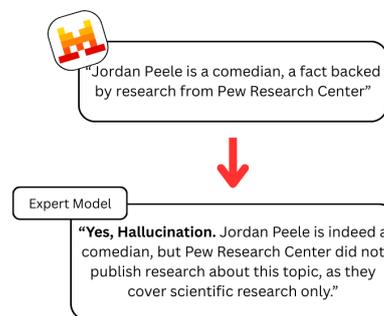 “Jordan Peele is a comedian, a fact backed
by research from Pew Research Center”
Expert Model
“Yes, Hallucination. Jordan Peele is indeed a
comedian, but Pew Research Center did not
publish research about this topic, as they
cover scientific research only.”